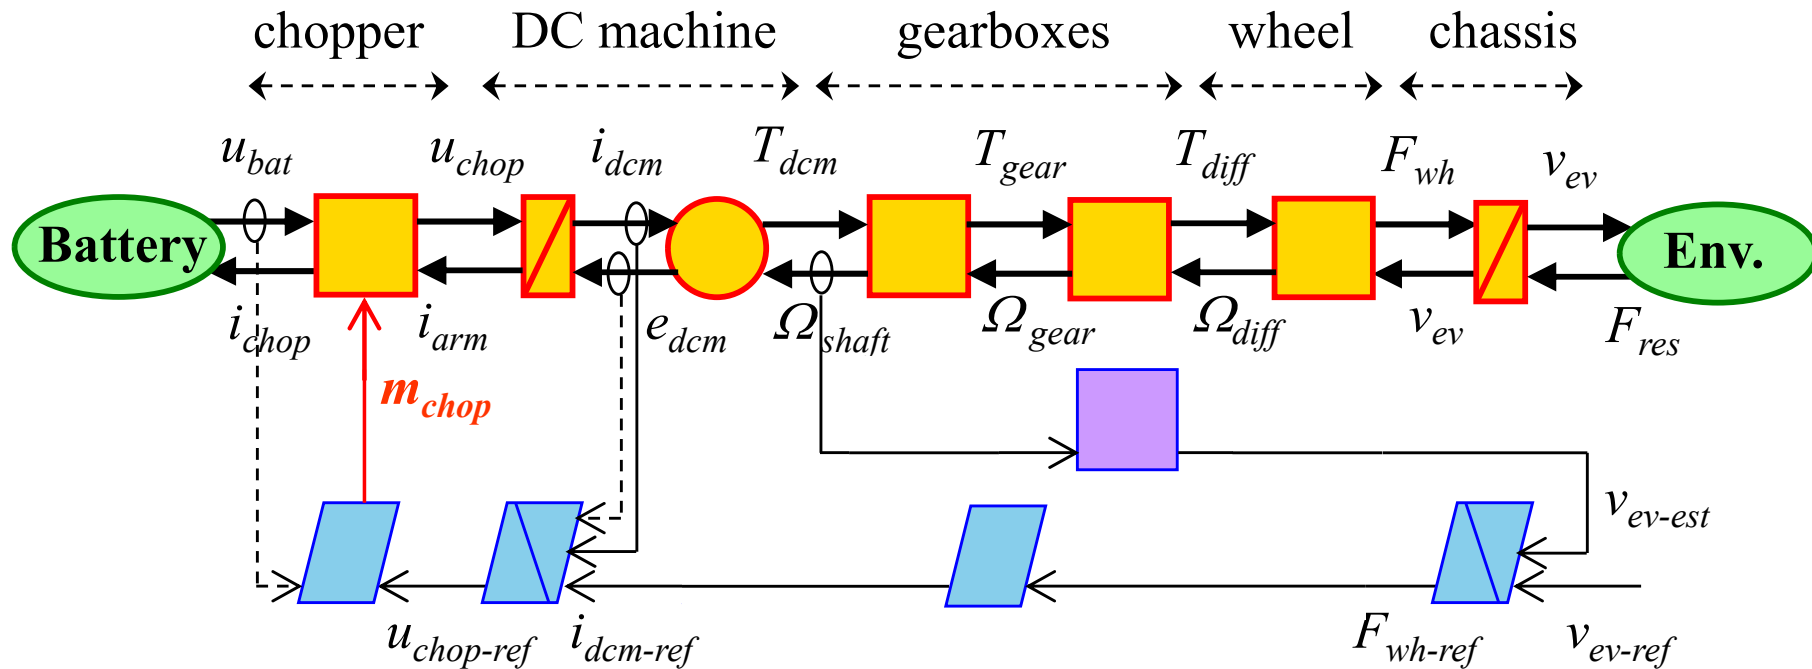 chopper DC machine gearboxes wheel chassis
u_bat u_chop i_dcm T_dcm T_gear T_diff F_wh v_ev
Battery Env.
i_chop i_arm e_dcm Ω_shaft Ω_gear Ω_diff v_ev F_res
m_chop
v_ev-est
u_chop-ref i_dcm-ref F_wh-ref v_ev-ref